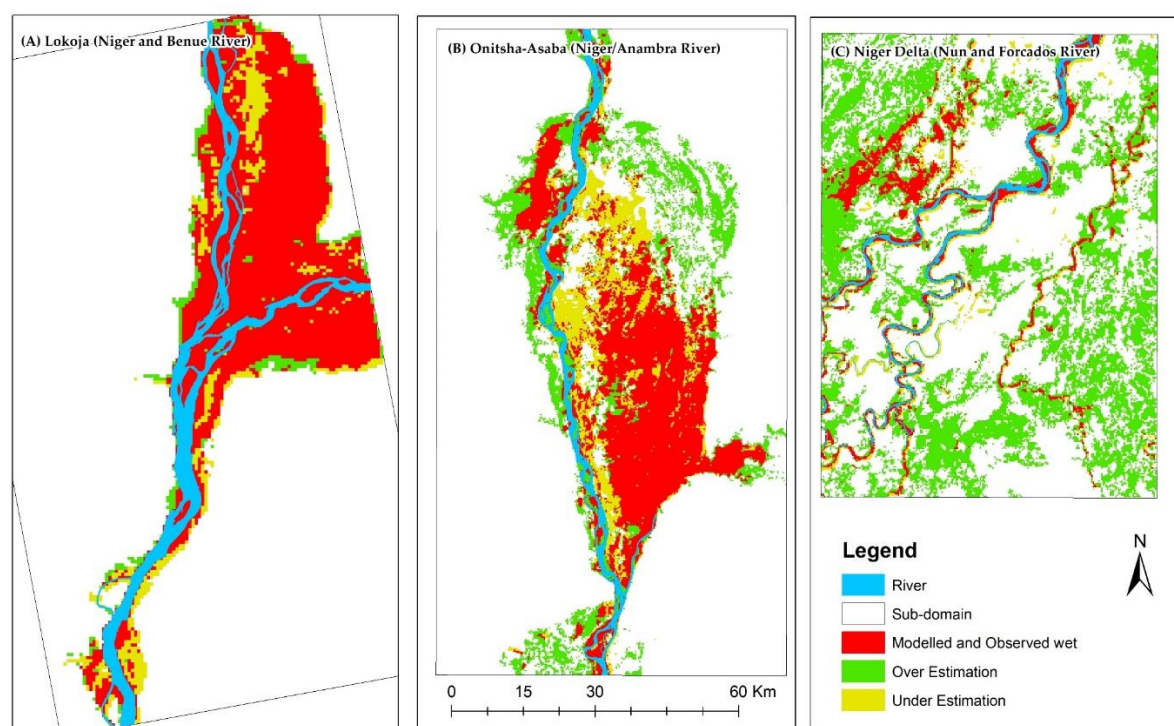 (A) Lokoja (Niger and Benue River)
(B) Onitsha-Asaba (Niger/Anambra River)
(C) Niger Delta (Nun and Forcados River)
0 15 30 60 Km
Legend
River
Sub-domain
Modelled and Observed wet
Over Estimation
Under Estimation
N